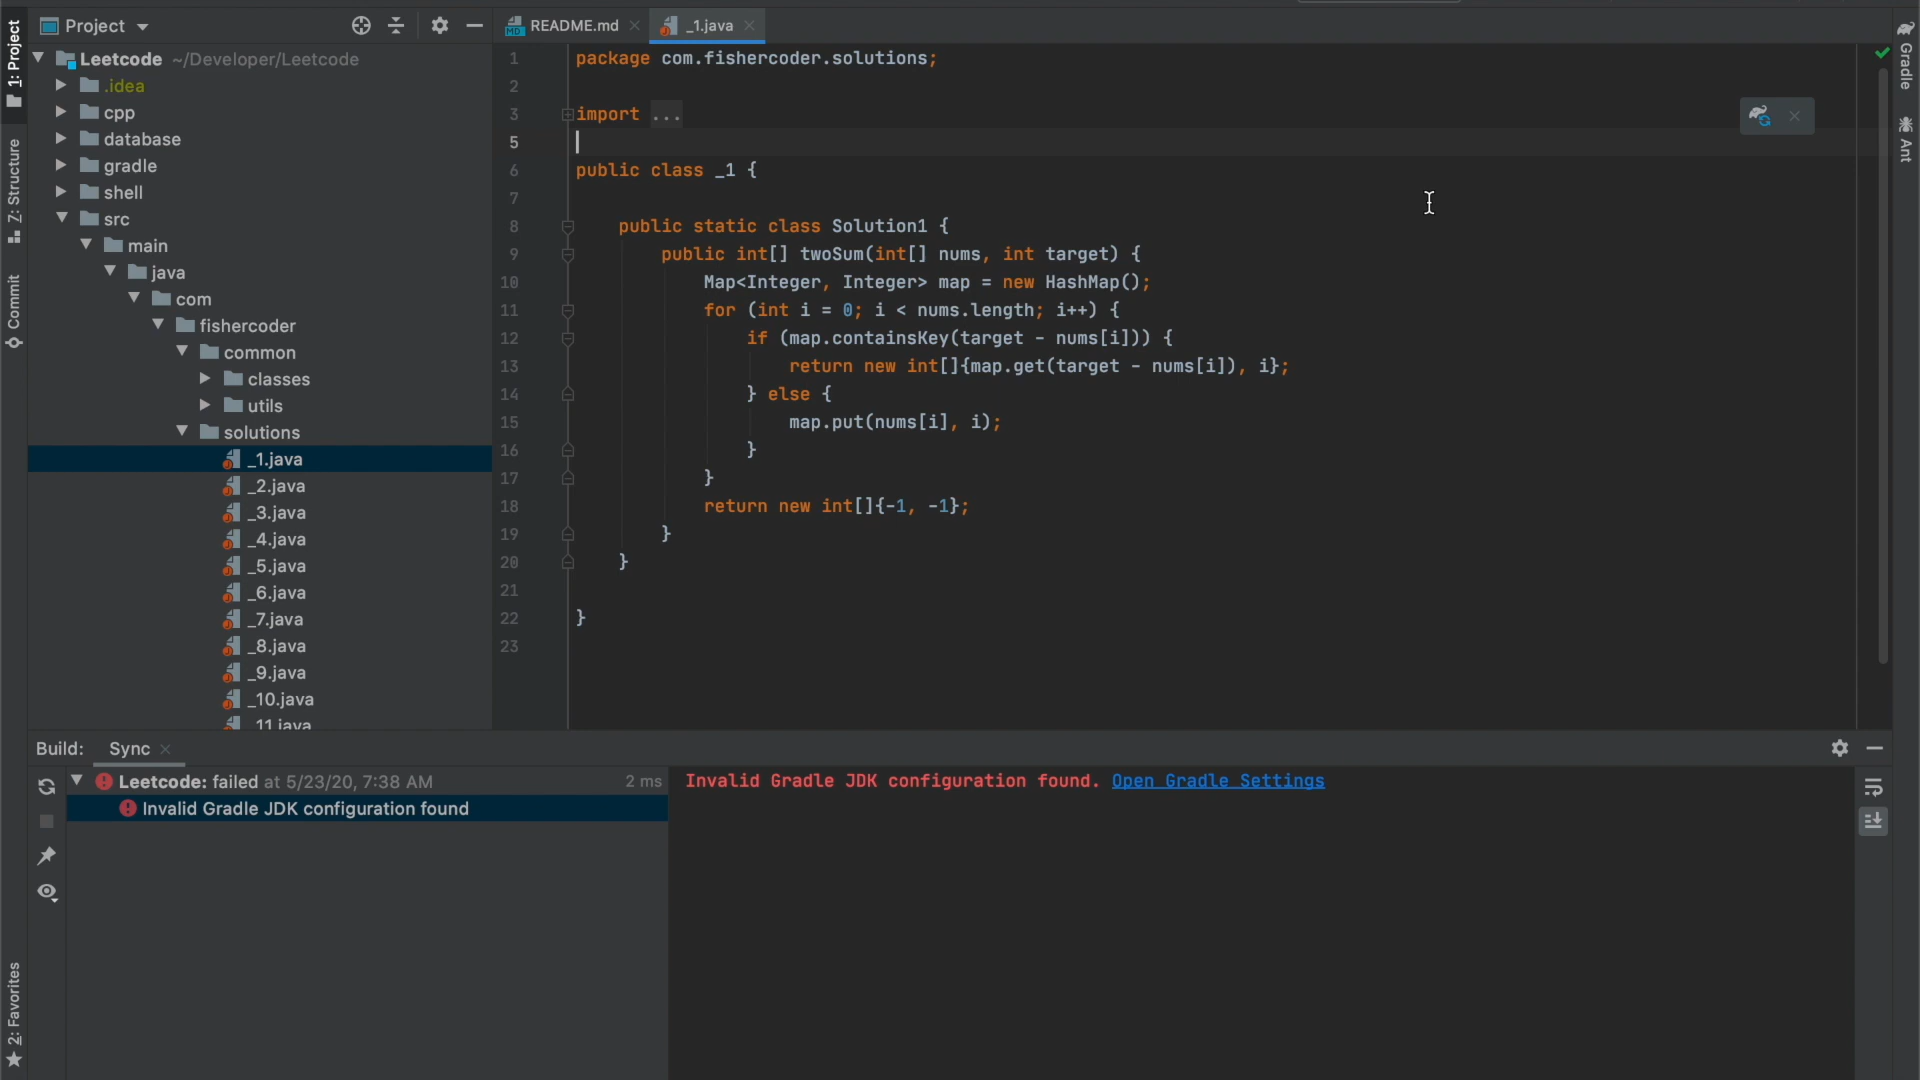 1: Project
Z: Structure
Commit
2: Favorites
Project
Leetcode ~/Developer/Leetcode
.idea
cpp
database
gradle
shell
src
main
java
com
fishercoder
common
classes
utils
solutions
_1.java
_2.java
_3.java
_4.java
_5.java
_6.java
_7.java
_8.java
_9.java
_10.java
_11.java
README.md
_1.java
1 package com.fishercoder.solutions;
2
3 import ...
5
6 public class _1 {
7
8 public static class Solution1 {
9 public int[] twoSum(int[] nums, int target) {
10 Map<Integer, Integer> map = new HashMap();
11 for (int i = 0; i < nums.length; i++) {
12 if (map.containsKey(target - nums[i])) {
13 return new int[]{map.get(target - nums[i]), i};
14 } else {
15 map.put(nums[i], i);
16 }
17 }
18 return new int[]{-1, -1};
19 }
20 }
21
22 }
23
Gradle
Ant
Build: Sync
Leetcode: failed at 5/23/20, 7:38 AM 2 ms
Invalid Gradle JDK configuration found
Invalid Gradle JDK configuration found. Open Gradle Settings